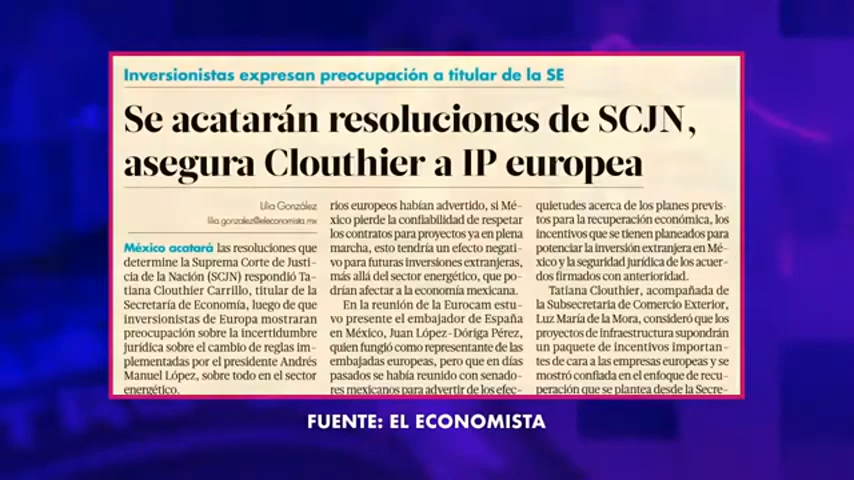 Inversionistas expresan preocupación a titular de la SE
Se acatarán resoluciones de SCJN,
asegura Clouthier a IP europea
Lilia González
lilia.gonzalez@eleconomista.mx
México acatará las resoluciones que
determine la Suprema Corte de Justi-
cia de la Nación (SCJN) respondió Ta-
tiana Clouthier Carrillo, titular de la
Secretaría de Economía, luego de que
inversionistas de Europa mostraran
preocupación sobre la incertidumbre
jurídica sobre el cambio de reglas im-
plementadas por el presidente Andrés
Manuel López, sobre todo en el sector
energético.
rios europeos habían advertido, si Mé-
xico pierde la confiabilidad de respetar
los contratos para proyectos ya en plena
marcha, esto tendría un efecto negati-
vo para futuras inversiones extranjeras,
más allá del sector energético, que po-
drían afectar a la economía mexicana.
En la reunión de la Eurocam estu-
vo presente el embajador de España
en México, Juan López-Dóriga Pérez,
quien fungió como representante de las
embajadas europeas, pero que en días
pasados se había reunido con senado-
res mexicanos para advertir de los efec-
quietudes acerca de los planes previs-
tos para la recuperación económica, los
incentivos que se tienen planeados para
potenciar la inversión extranjera en Mé-
xico y la seguridad jurídica de los acuer-
dos firmados con anterioridad.
Tatiana Clouthier, acompañada de
la Subsecretaria de Comercio Exterior,
Luz María de la Mora, consideró que los
proyectos de infraestructura supondrán
un paquete de incentivos importan-
tes de cara a las empresas europeas y se
mostró confiada en el enfoque de recu-
peración que se plantea desde la Secre-
FUENTE: EL ECONOMISTA